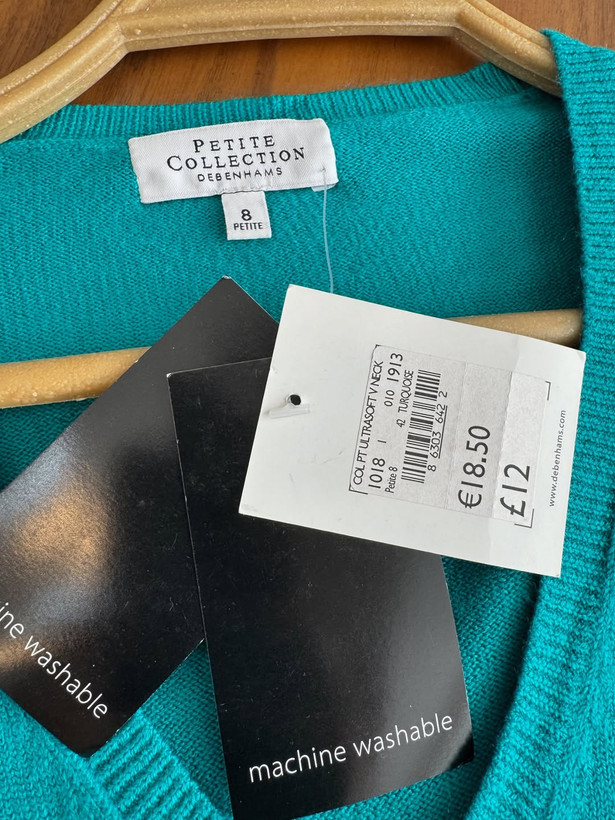 PETITE
COLLECTION
DEBENHAMS
8
PETITE
COL.PT ULTRASOFT V NECK
1018 1 010 1913
Petite 8 42 TURQUOISE
8 6303 642 2
€18.50
£12
www.debenhams.com
ine washable
machine washable